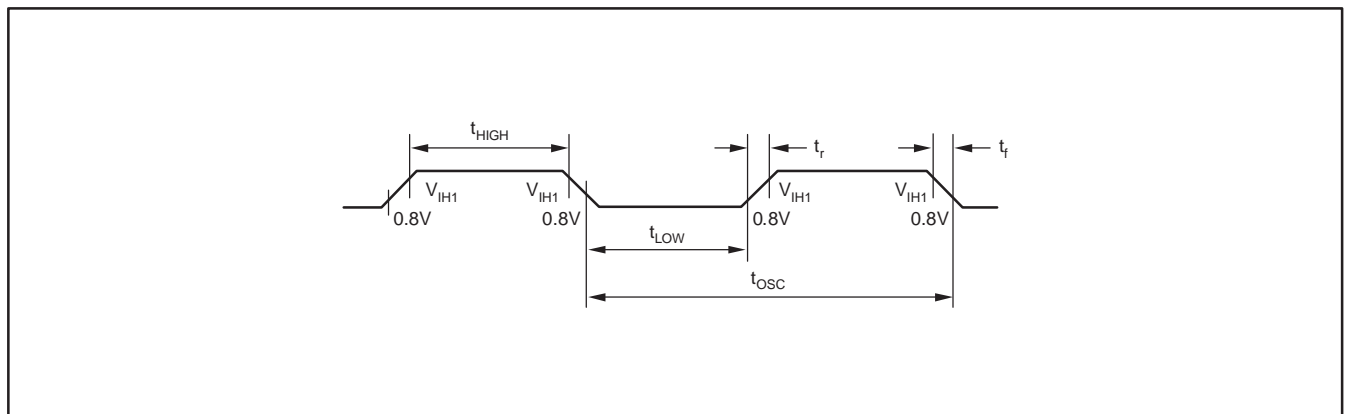 tHIGH
tr
tf
VIH1 VIH1 VIH1 VIH1
0.8V 0.8V 0.8V 0.8V
tLOW
tOSC